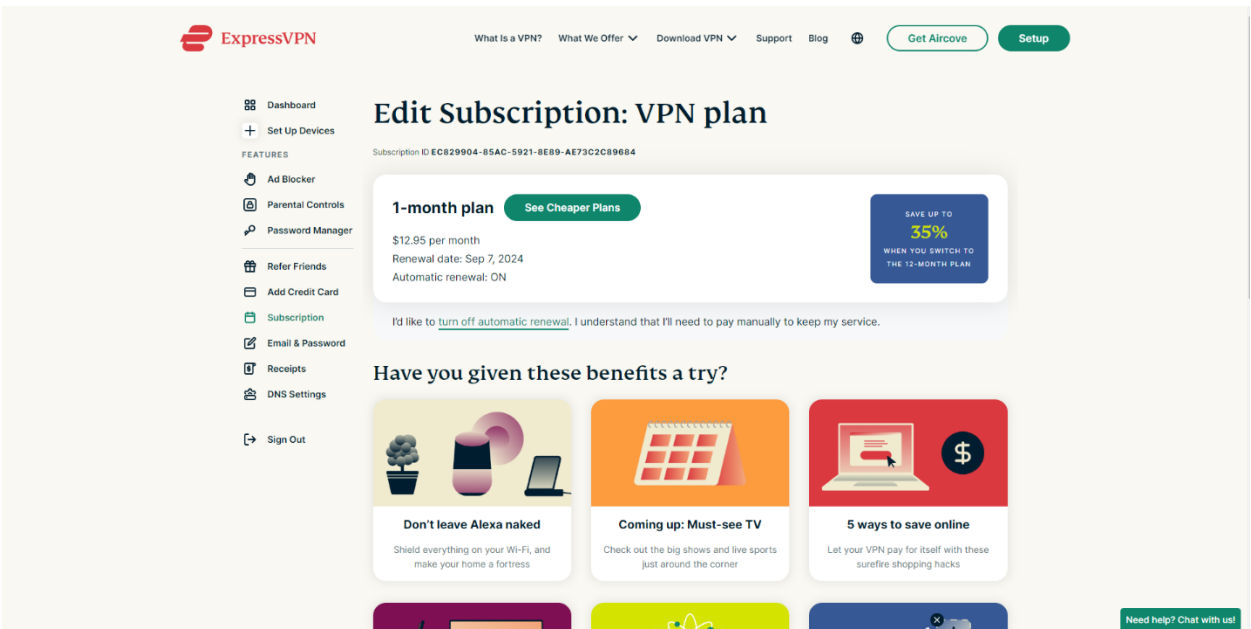 ExpressVPN
What Is a VPN?
What We Offer
Download VPN
Support
Blog
Get Aircove
Setup
Dashboard
Set Up Devices
FEATURES
Ad Blocker
Parental Controls
Password Manager
Refer Friends
Add Credit Card
Subscription
Email & Password
Receipts
DNS Settings
Sign Out
Edit Subscription: VPN plan
Subscription ID EC829904-85AC-5921-8E89-AE73C2C89684
1-month plan
See Cheaper Plans
$12.95 per month
Renewal date: Sep 7, 2024
Automatic renewal: ON
SAVE UP TO
35%
WHEN YOU SWITCH TO
THE 12-MONTH PLAN
I'd like to turn off automatic renewal. I understand that I'll need to pay manually to keep my service.
Have you given these benefits a try?
Don't leave Alexa naked
Shield everything on your Wi-Fi, and
make your home a fortress
Coming up: Must-see TV
Check out the big shows and live sports
just around the corner
$
5 ways to save online
Let your VPN pay for itself with these
surefire shopping hacks
Need help? Chat with us!